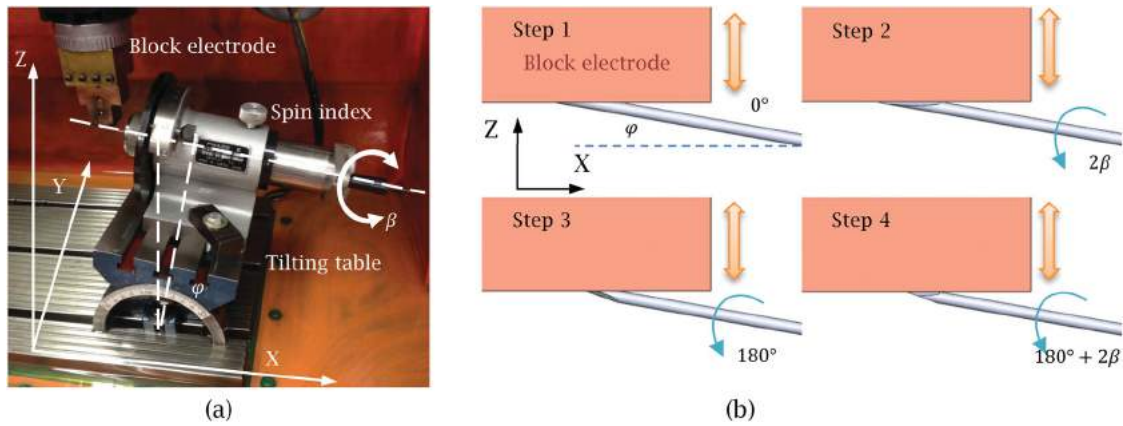 Z
Block electrode
Spin index
Y
β
Tilting table
φ
X
(a)
Step 1
Block electrode
0°
φ
Z
X
Step 2
2β
Step 3
180°
Step 4
180° + 2β
(b)